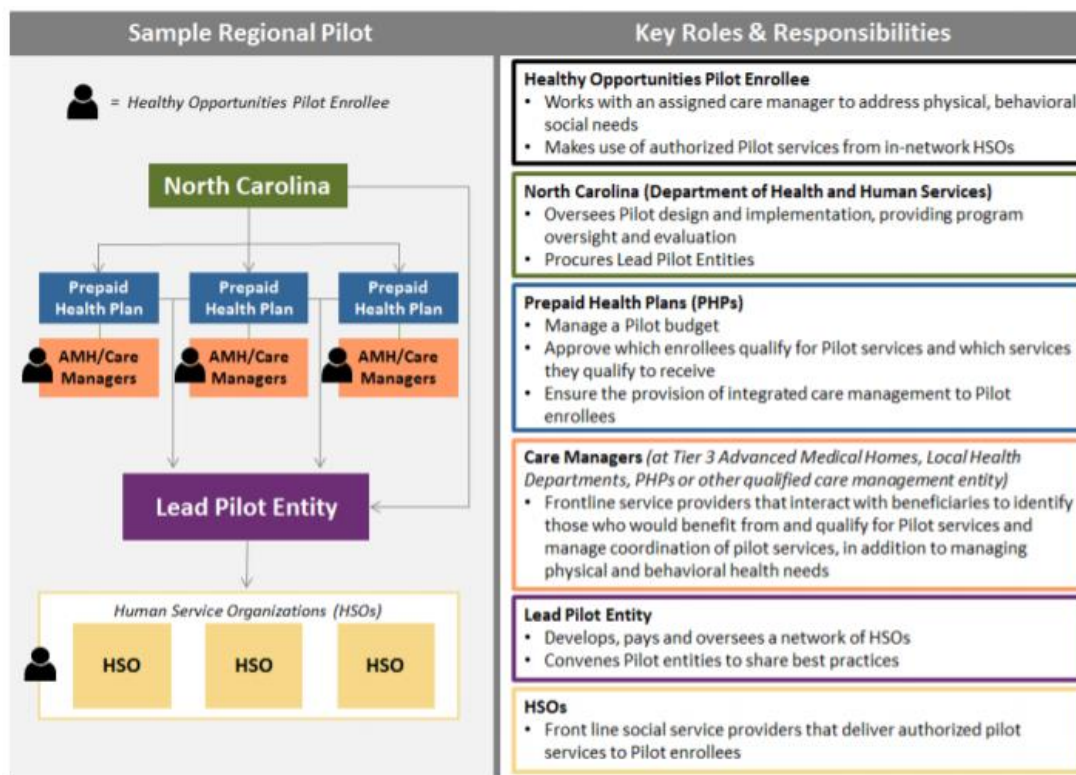 Sample Regional Pilot
= Healthy Opportunities Pilot Enrollee
North Carolina
Prepaid
Health Plan
Prepaid
Health Plan
Prepaid
Health Plan
AMH/Care
Managers
AMH/Care
Managers
AMH/Care
Managers
Lead Pilot Entity
Human Service Organizations (HSOs)
HSO
HSO
HSO
Key Roles & Responsibilities
Healthy Opportunities Pilot Enrollee
• Works with an assigned care manager to address physical, behavioral
social needs
• Makes use of authorized Pilot services from in-network HSOs
North Carolina (Department of Health and Human Services)
• Oversees Pilot design and implementation, providing program
oversight and evaluation
• Procures Lead Pilot Entities
Prepaid Health Plans (PHPs)
• Manage a Pilot budget
• Approve which enrollees qualify for Pilot services and which services
they qualify to receive
• Ensure the provision of integrated care management to Pilot
enrollees
Care Managers (at Tier 3 Advanced Medical Homes, Local Health
Departments, PHPs or other qualified care management entity)
• Frontline service providers that interact with beneficiaries to identify
those who would benefit from and qualify for Pilot services and
manage coordination of pilot services, in addition to managing
physical and behavioral health needs
Lead Pilot Entity
• Develops, pays and oversees a network of HSOs
• Convenes Pilot entities to share best practices
HSOs
• Front line social service providers that deliver authorized pilot
services to Pilot enrollees